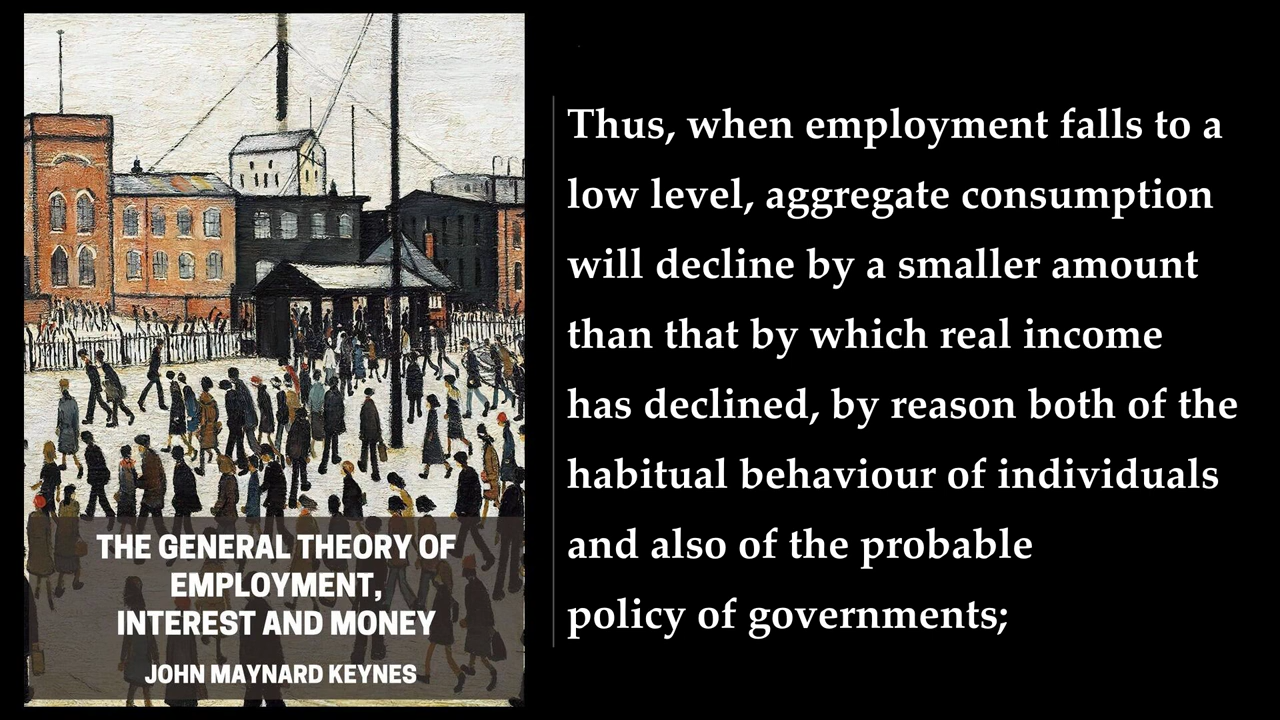 THE GENERAL THEORY OF
EMPLOYMENT,
INTEREST AND MONEY
JOHN MAYNARD KEYNES
Thus, when employment falls to a
low level, aggregate consumption
will decline by a smaller amount
than that by which real income
has declined, by reason both of the
habitual behaviour of individuals
and also of the probable
policy of governments;